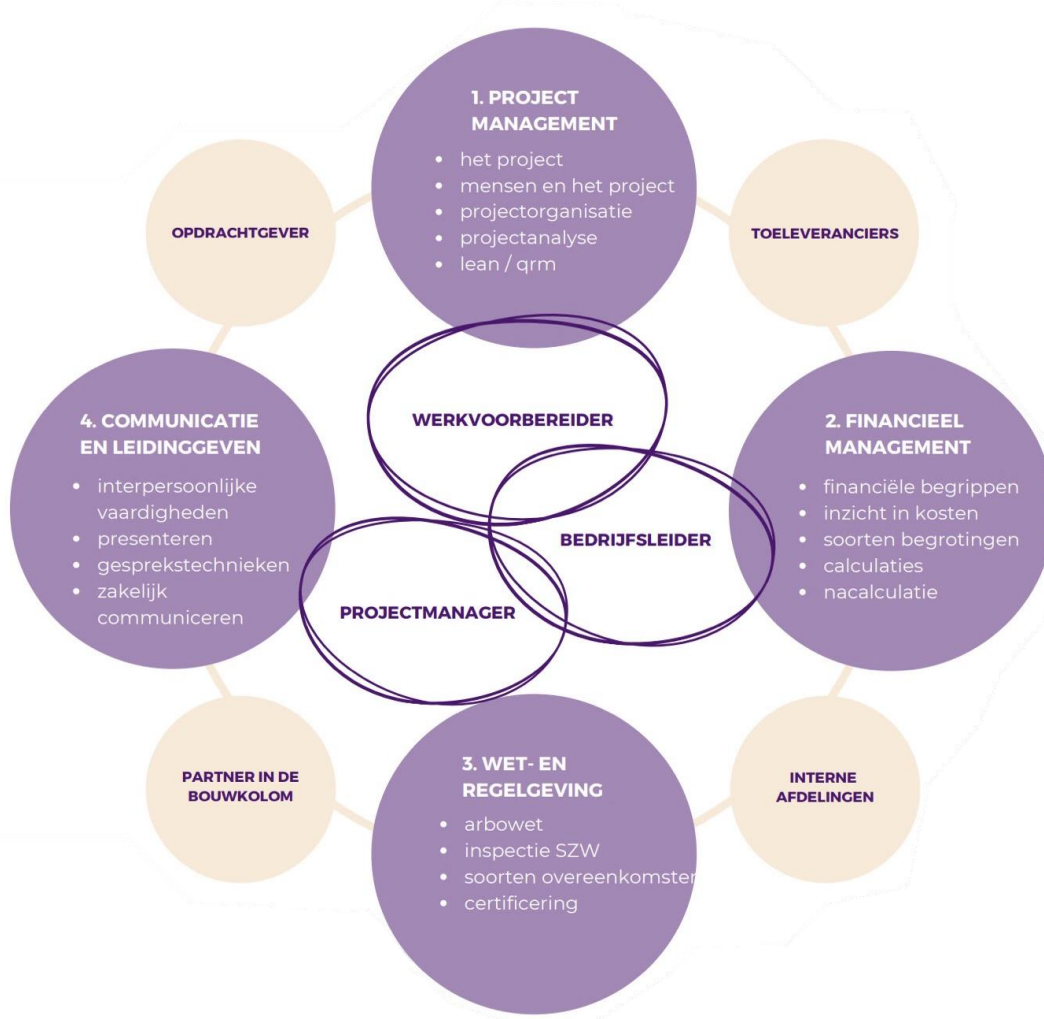 1. PROJECT
MANAGEMENT
• het project
• mensen en het project
• projectorganisatie
• projectanalyse
• lean / qrm
OPDRACHTGEVER
TOELEVERANCIERS
WERKVOORBEREIDER
4. COMMUNICATIE
EN LEIDINGGEVEN
• interpersoonlijke
vaardigheden
• presenteren
• gesprekstechnieken
• zakelijk
communiceren
2. FINANCIEEL
MANAGEMENT
• financiële begrippen
• inzicht in kosten
• soorten begrotingen
• calculaties
• nacalculatie
BEDRIJFSLEIDER
PROJECTMANAGER
PARTNER IN DE
BOUWKOLOM
3. WET- EN
REGELGEVING
• arbowet
• inspectie SZW
• soorten overeenkomsten
• certificering
INTERNE
AFDELINGEN